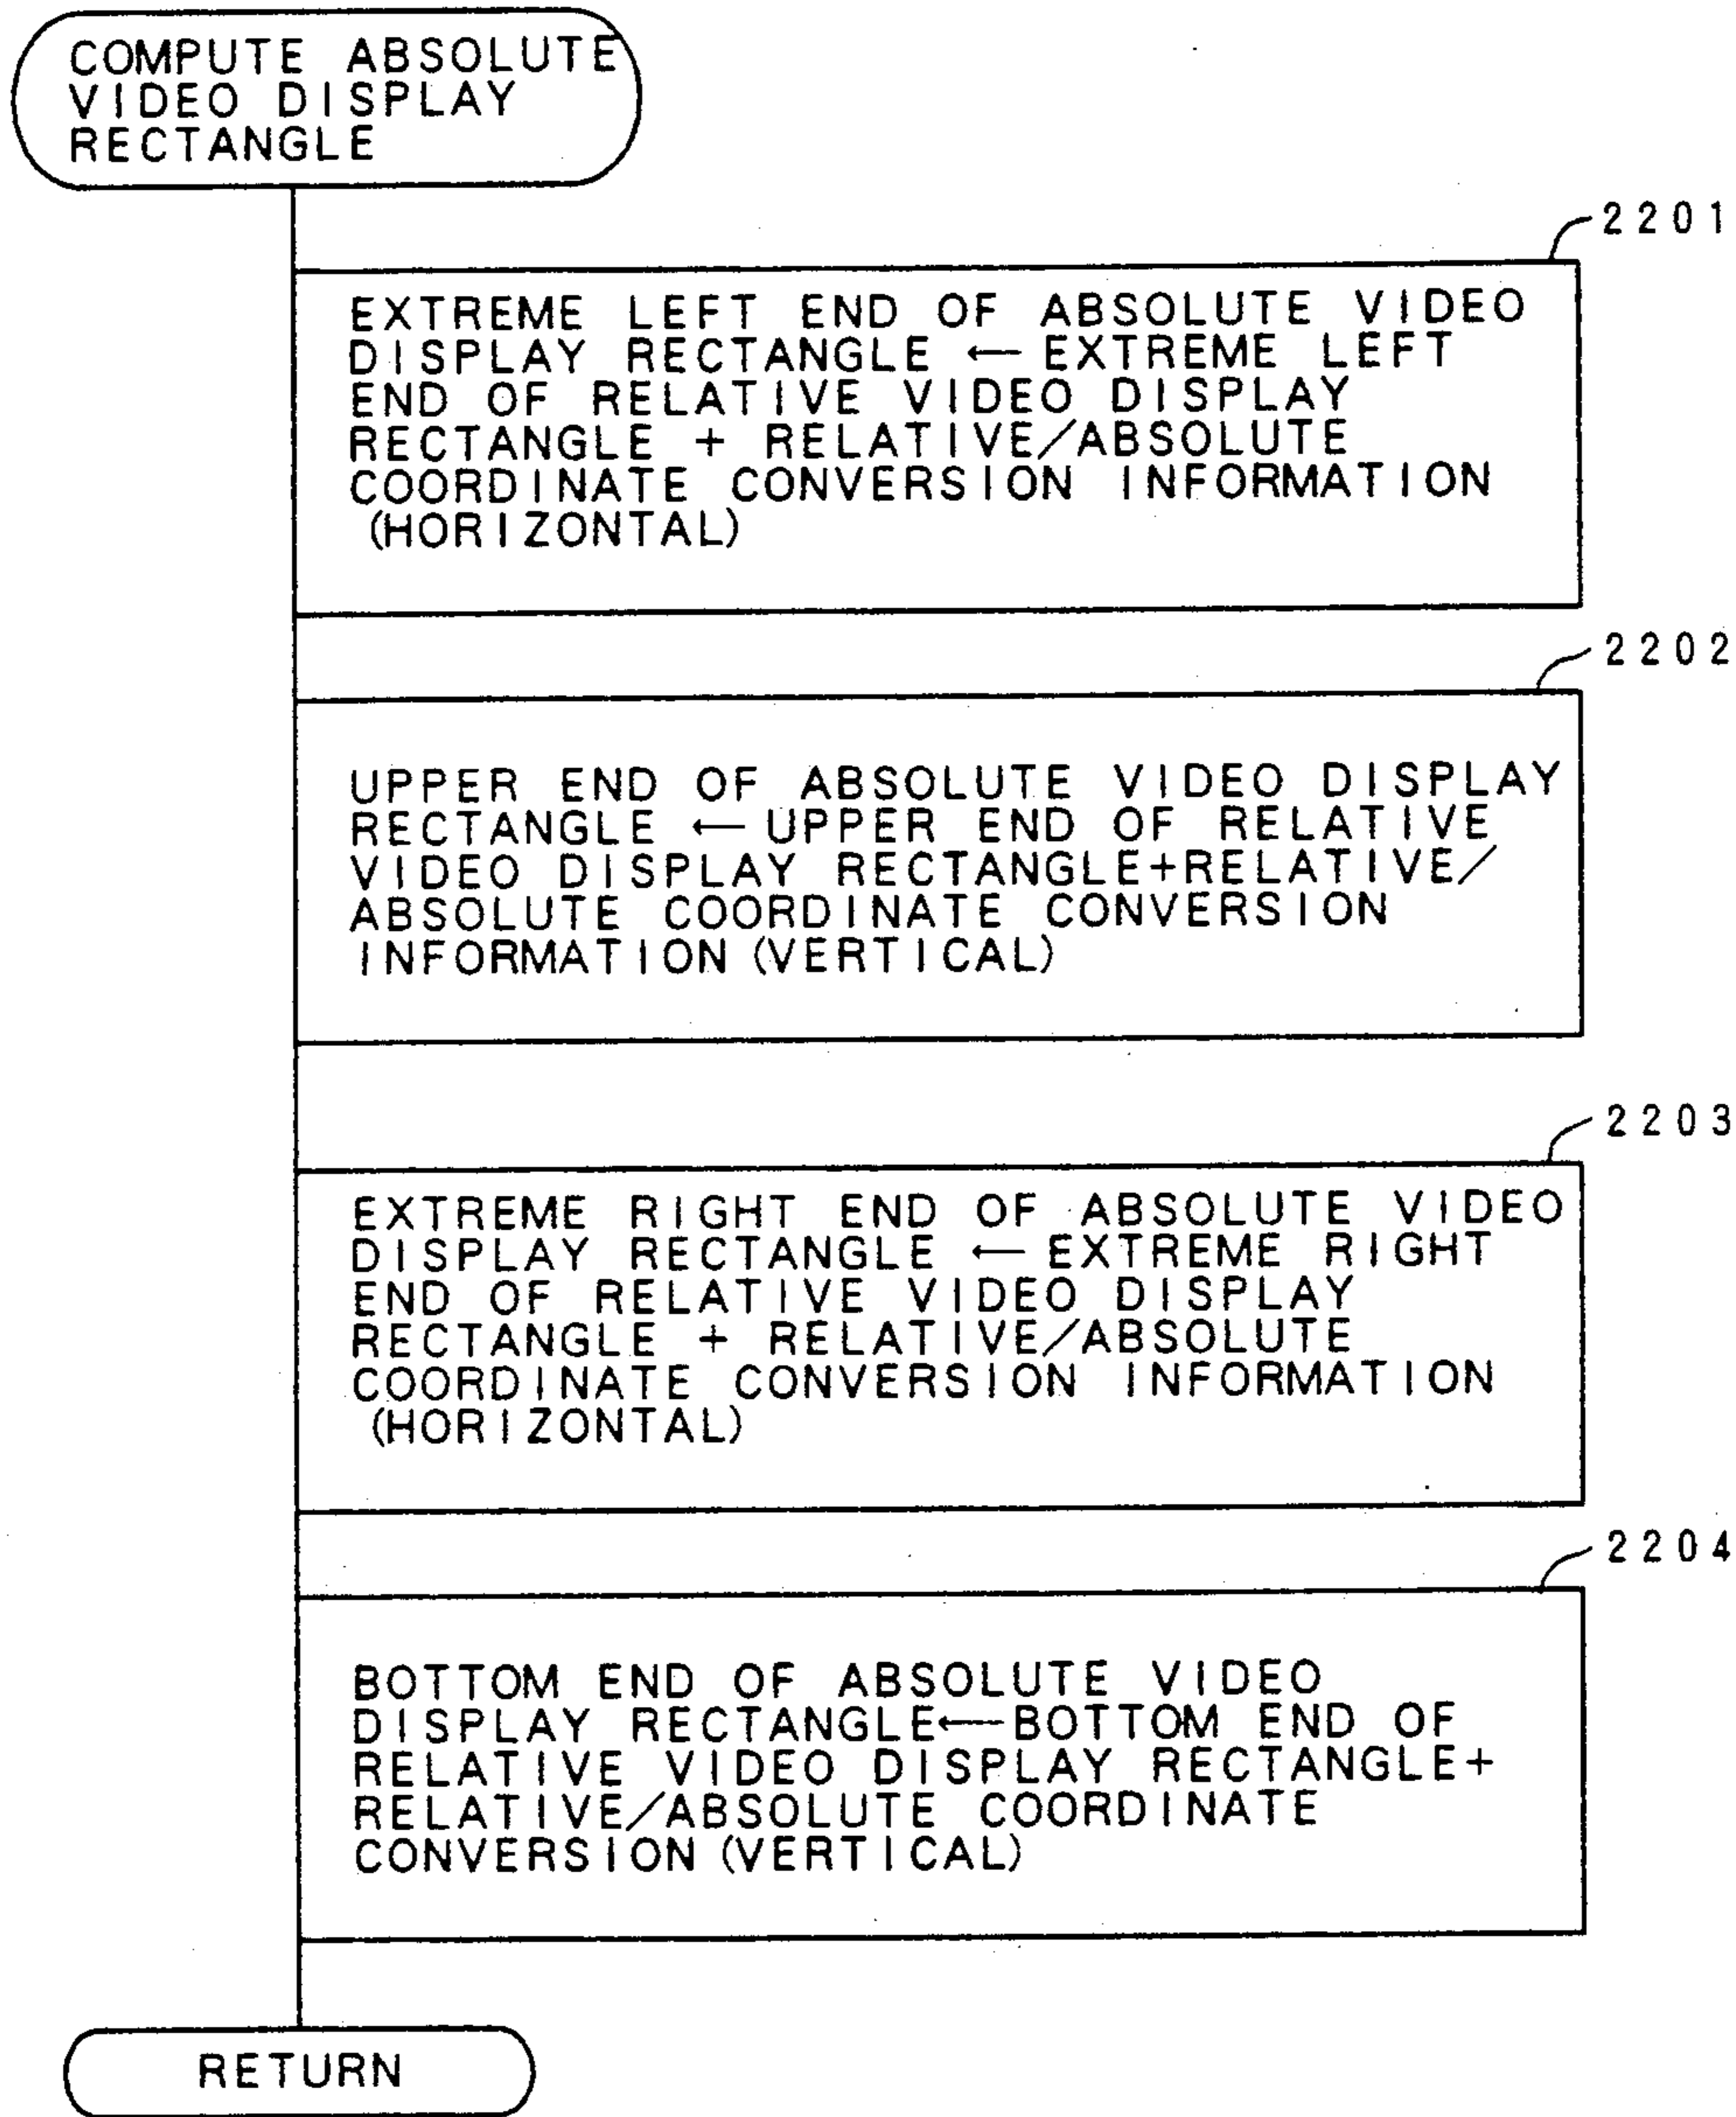 COMPUTE ABSOLUTE
VIDEO DISPLAY
RECTANGLE
2201
EXTREME LEFT END OF ABSOLUTE VIDEO
DISPLAY RECTANGLE ← EXTREME LEFT
END OF RELATIVE VIDEO DISPLAY
RECTANGLE + RELATIVE/ABSOLUTE
COORDINATE CONVERSION INFORMATION
(HORIZONTAL)
2202
UPPER END OF ABSOLUTE VIDEO DISPLAY
RECTANGLE ← UPPER END OF RELATIVE
VIDEO DISPLAY RECTANGLE+RELATIVE/
ABSOLUTE COORDINATE CONVERSION
INFORMATION (VERTICAL)
2203
EXTREME RIGHT END OF ABSOLUTE VIDEO
DISPLAY RECTANGLE ← EXTREME RIGHT
END OF RELATIVE VIDEO DISPLAY
RECTANGLE + RELATIVE/ABSOLUTE
COORDINATE CONVERSION INFORMATION
(HORIZONTAL)
2204
BOTTOM END OF ABSOLUTE VIDEO
DISPLAY RECTANGLE←BOTTOM END OF
RELATIVE VIDEO DISPLAY RECTANGLE+
RELATIVE/ABSOLUTE COORDINATE
CONVERSION (VERTICAL)
RETURN